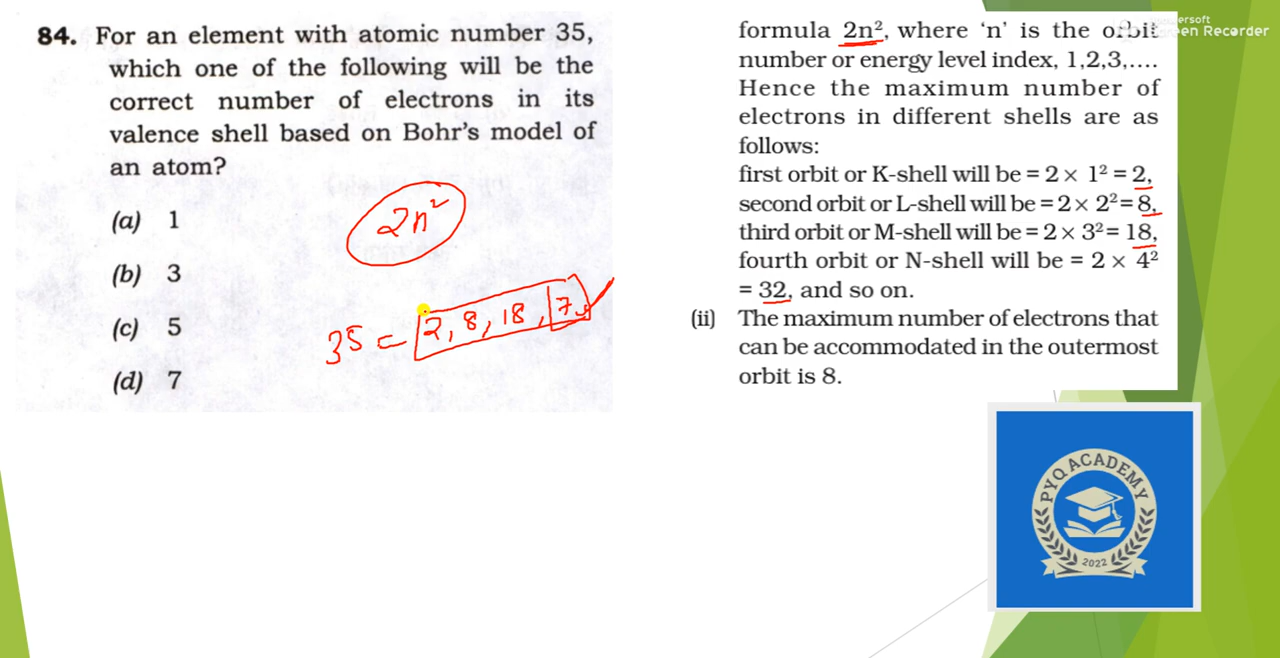 84. For an element with atomic number 35,
which one of the following will be the
correct number of electrons in its
valence shell based on Bohr's model of
an atom?
(a) 1
(b) 3
(c) 5
(d) 7
2n²
35 = 2, 8, 18, 7
formula 2n², where 'n' is the orbit
number or energy level index, 1,2,3,....
Hence the maximum number of
electrons in different shells are as
follows:
first orbit or K-shell will be = 2 × 1² = 2,
second orbit or L-shell will be = 2 × 2² = 8,
third orbit or M-shell will be = 2 × 3² = 18,
fourth orbit or N-shell will be = 2 × 4²
= 32, and so on.
(ii) The maximum number of electrons that
can be accommodated in the outermost
orbit is 8.
PYQ ACADEMY
2022
Recorder